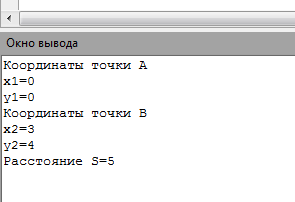 Окно вывода
Координаты точки A
x1=0
y1=0
Координаты точки B
x2=3
y2=4
Расстояние S=5